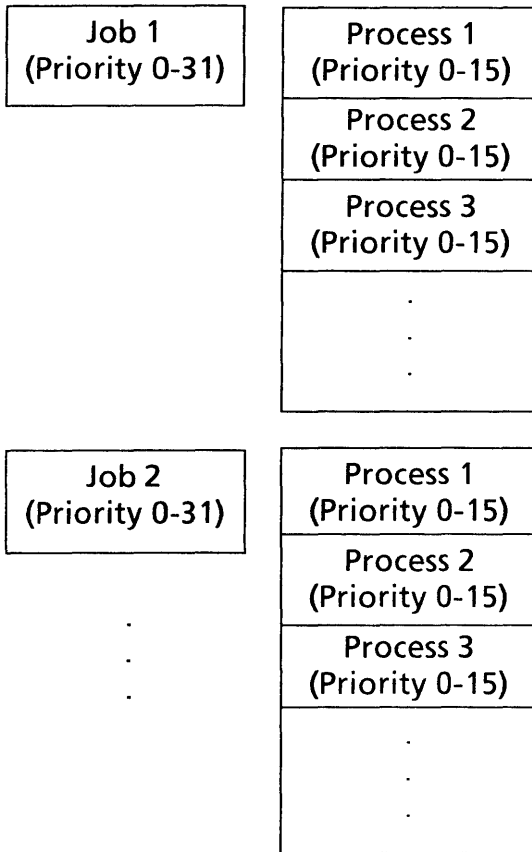 Job 1
(Priority 0-31)
Process 1
(Priority 0-15)
Process 2
(Priority 0-15)
Process 3
(Priority 0-15)
.
.
.
Job 2
(Priority 0-31)
.
.
.
Process 1
(Priority 0-15)
Process 2
(Priority 0-15)
Process 3
(Priority 0-15)
.
.
.